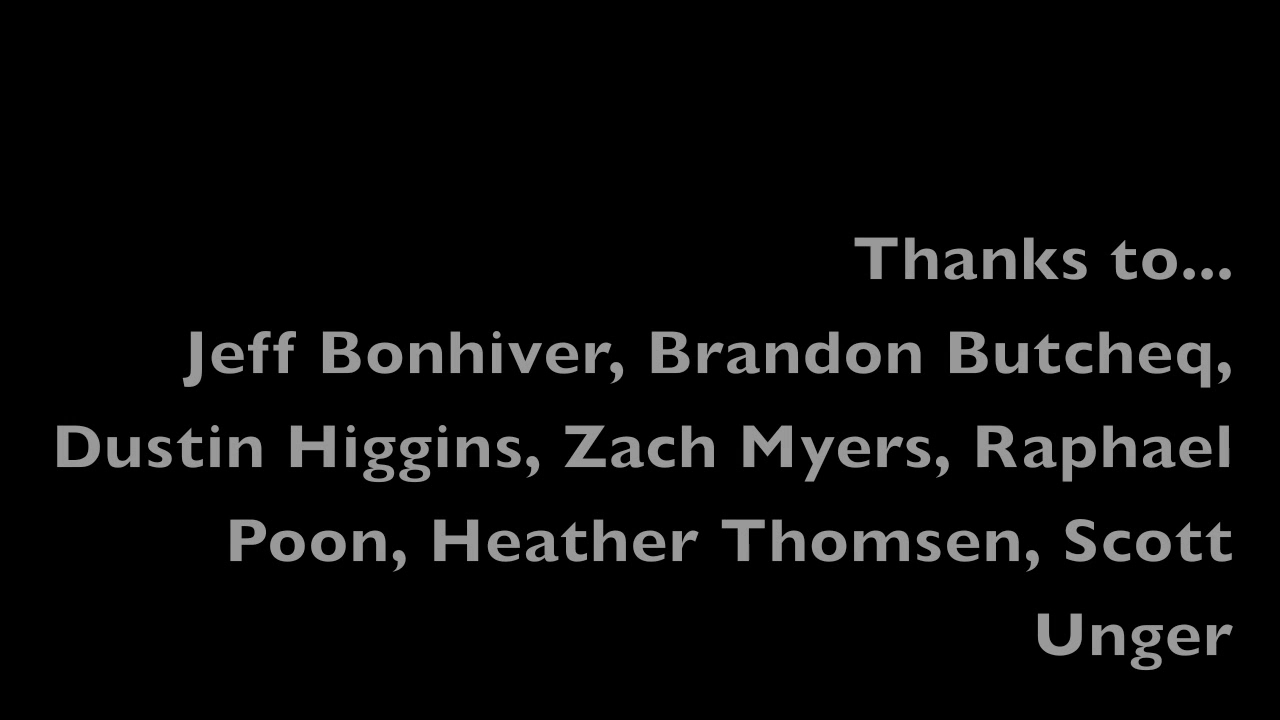 Thanks to...
Jeff Bonhiver, Brandon Butcheq,
Dustin Higgins, Zach Myers, Raphael
Poon, Heather Thomsen, Scott
Unger